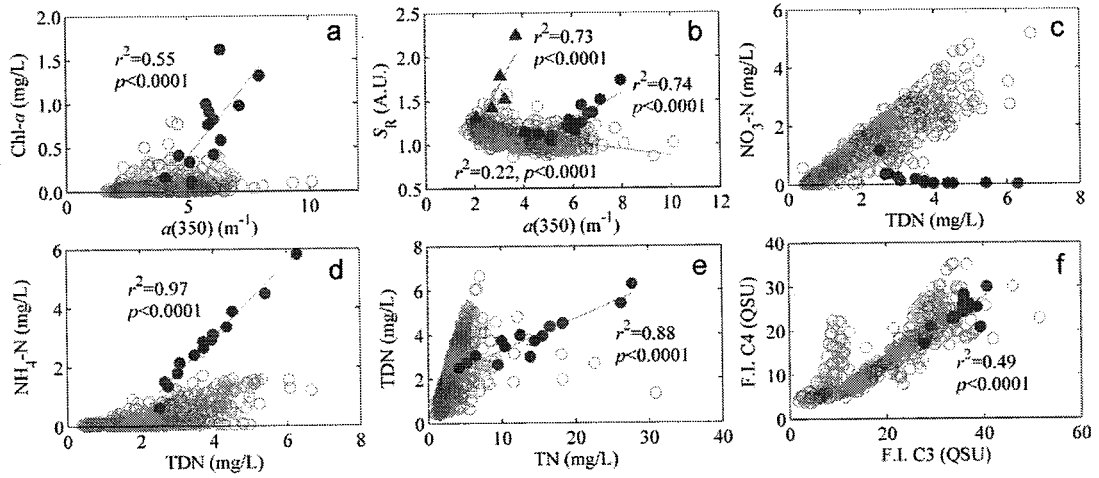 a
2.0
1.5
1.0
0.5
0.0
Chl-a (mg/L)
r²=0.55
p<0.0001
5
10
a(350) (m⁻¹)
b
2.5
2.0
1.5
1.0
0.5
S_R (A.U.)
r²=0.73
p<0.0001
r²=0.74
p<0.0001
r²=0.22, p<0.0001
0
2
4
6
8
10
a(350) (m⁻¹)
c
6
4
2
0
NO₃-N (mg/L)
0
2
4
6
8
TDN (mg/L)
d
6
4
2
0
NH₄-N (mg/L)
r²=0.97
p<0.0001
0
2
4
6
8
TDN (mg/L)
e
8
6
4
2
0
TDN (mg/L)
r²=0.88
p<0.0001
0
10
20
30
40
TN (mg/L)
f
40
30
20
10
0
F.I. C4 (QSU)
r²=0.49
p<0.0001
0
20
40
60
F.I. C3 (QSU)